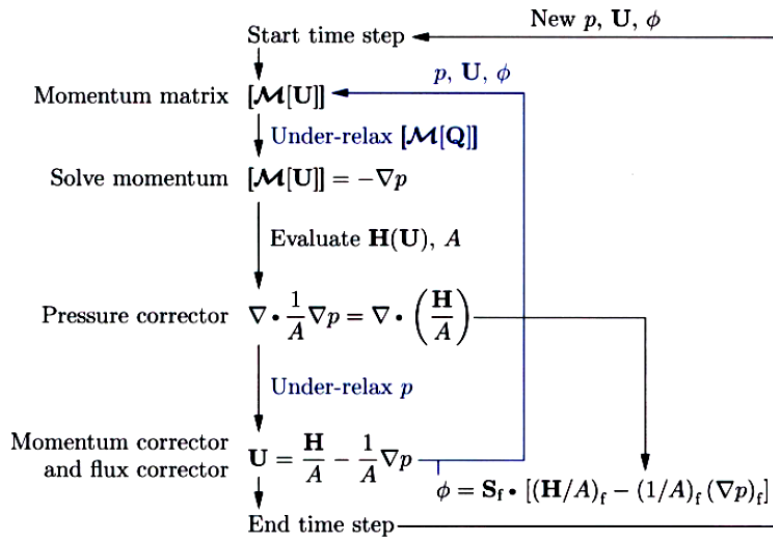 New p, U, ϕ
Start time step
p, U, ϕ
Momentum matrix [𝓜[U]]
Under-relax [𝓜[Q]]
Solve momentum [𝓜[U]] = −∇p
Evaluate H(U), A
Pressure corrector ∇ • 1/A ∇p = ∇ • (H/A)
Under-relax p
Momentum corrector
and flux corrector U = H/A − 1/A ∇p
ϕ = S_f • [(H/A)_f − (1/A)_f (∇p)_f]
End time step